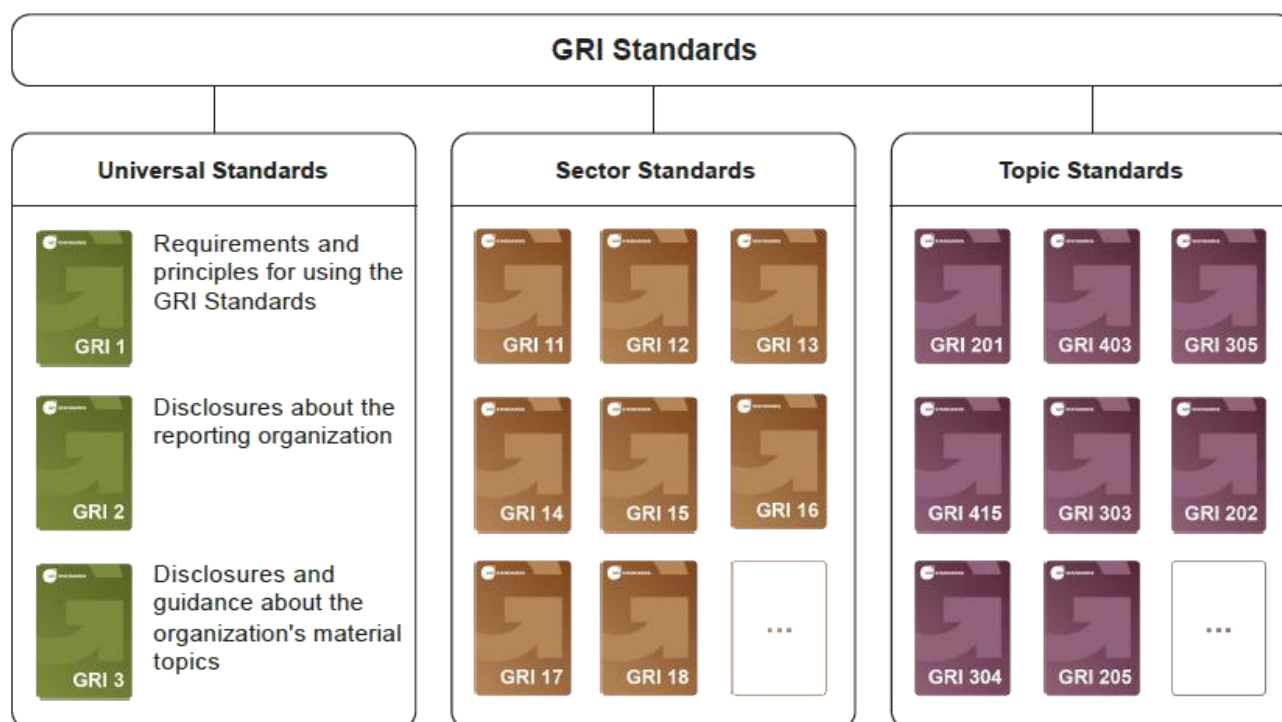 GRI Standards
Universal Standards
Requirements and
principles for using the
GRI Standards
GRI 1
Disclosures about the
reporting organization
GRI 2
Disclosures and
guidance about the
organization's material
topics
GRI 3
Sector Standards
GRI 11
GRI 12
GRI 13
GRI 14
GRI 15
GRI 16
GRI 17
GRI 18
...
Topic Standards
GRI 201
GRI 403
GRI 305
GRI 415
GRI 303
GRI 202
GRI 304
GRI 205
...